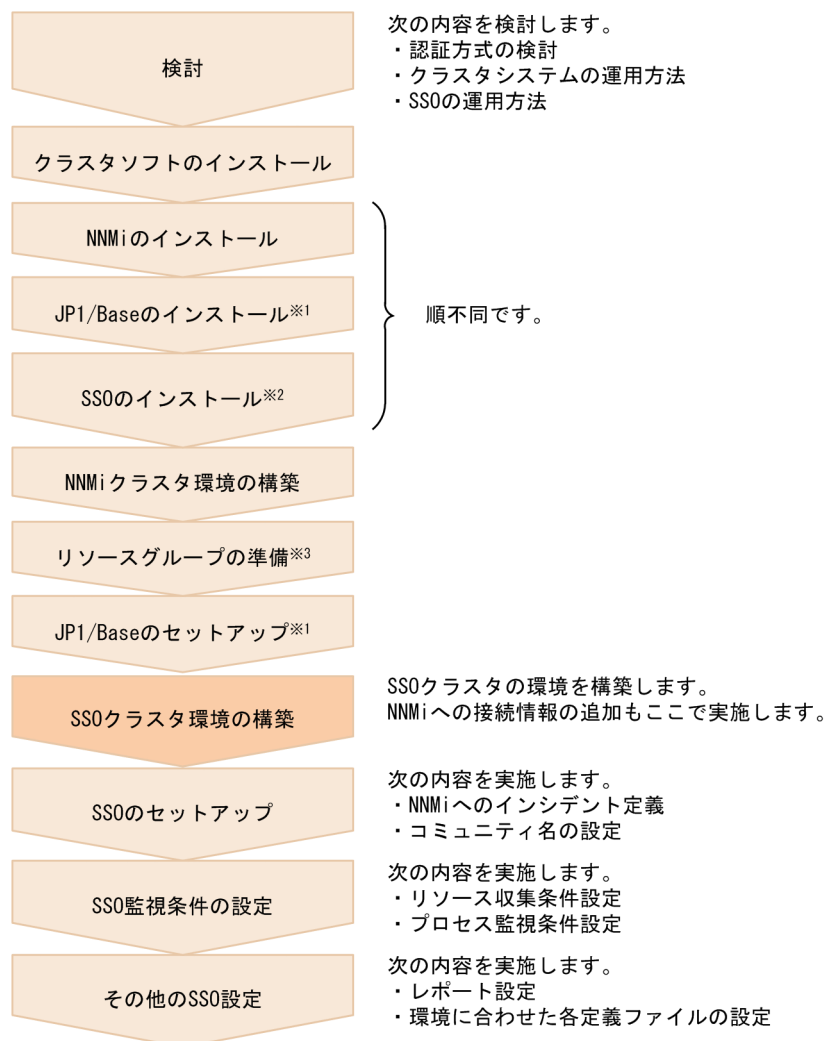 検討
次の内容を検討します。
・認証方式の検討
・クラスタシステムの運用方法
・SSOの運用方法
クラスタソフトのインストール
NNMiのインストール
JP1/Baseのインストール※1
SSOのインストール※2
順不同です。
NNMiクラスタ環境の構築
リソースグループの準備※3
JP1/Baseのセットアップ※1
SSOクラスタ環境の構築
SSOクラスタの環境を構築します。
NNMiへの接続情報の追加もここで実施します。
SSOのセットアップ
次の内容を実施します。
・NNMiへのインシデント定義
・コミュニティ名の設定
SSO監視条件の設定
次の内容を実施します。
・リソース収集条件設定
・プロセス監視条件設定
その他のSSO設定
次の内容を実施します。
・レポート設定
・環境に合わせた各定義ファイルの設定